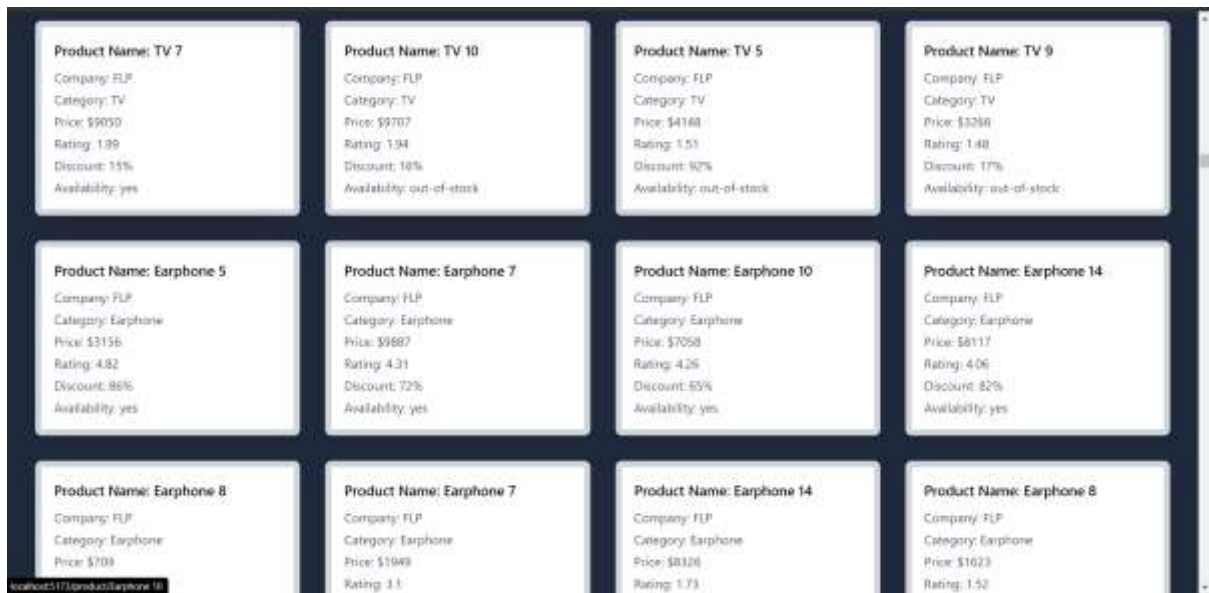 Product Name: TV 7
Company: FLP
Category: TV
Price: $9050
Rating: 1.99
Discount: 15%
Availability: yes
Product Name: TV 10
Company: FLP
Category: TV
Price: $9707
Rating: 1.94
Discount: 18%
Availability: out-of-stock
Product Name: TV 5
Company: FLP
Category: TV
Price: $4168
Rating: 1.51
Discount: 92%
Availability: out-of-stock
Product Name: TV 9
Company: FLP
Category: TV
Price: $3266
Rating: 1.48
Discount: 17%
Availability: out-of-stock
Product Name: Earphone 5
Company: FLP
Category: Earphone
Price: $3156
Rating: 4.82
Discount: 86%
Availability: yes
Product Name: Earphone 7
Company: FLP
Category: Earphone
Price: $9887
Rating: 4.31
Discount: 72%
Availability: yes
Product Name: Earphone 10
Company: FLP
Category: Earphone
Price: $7058
Rating: 4.26
Discount: 65%
Availability: yes
Product Name: Earphone 14
Company: FLP
Category: Earphone
Price: $8117
Rating: 4.06
Discount: 82%
Availability: yes
Product Name: Earphone 8
Company: FLP
Category: Earphone
Price: $709
Product Name: Earphone 7
Company: FLP
Category: Earphone
Price: $1949
Rating: 3.1
Product Name: Earphone 14
Company: FLP
Category: Earphone
Price: $8326
Rating: 1.73
Product Name: Earphone 8
Company: FLP
Category: Earphone
Price: $1623
Rating: 1.52
localhost:5173/product/Earphone